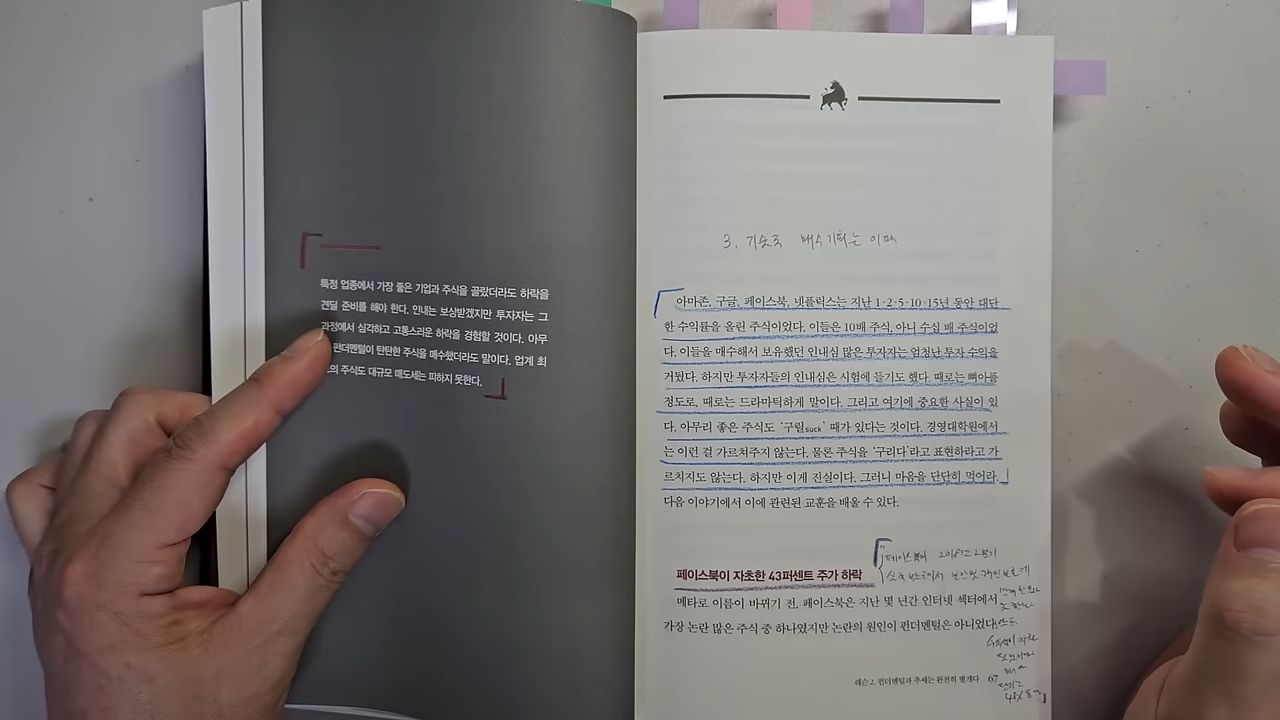 특정 업종에서 가장 좋은 기업과 주식을 골랐더라도 하락을
견딜 준비를 해야 한다. 인내는 보상받겠지만 투자자는 그
과정에서 심각하고 고통스러운 하락을 경험할 것이다. 아무
펀더멘털이 탄탄한 주식을 매수했더라도 말이다. 업계 최
의 주식도 대규모 매도세는 피하지 못한다.
3. 기술주 매수기회는 이때
아마존, 구글, 페이스북, 넷플릭스는 지난 1·2·5·10·15년 동안 대단
한 수익률을 올린 주식이었다. 이들은 10배 주식, 아니 수십 배 주식이었
다. 이들을 매수해서 보유했던 인내심 많은 투자자는 엄청난 투자 수익을
거뒀다. 하지만 투자자들의 인내심은 시험에 들기도 했다. 때로는 뼈아플
정도로, 때로는 드라마틱하게 말이다. 그리고 여기에 중요한 사실이 있
다. 아무리 좋은 주식도 ‘구릴suck’ 때가 있다는 것이다. 경영대학원에서
는 이런 걸 가르쳐주지 않는다. 물론 주식을 ‘구리다’라고 표현하라고 가
르치지도 않는다. 하지만 이게 진실이다. 그러니 마음을 단단히 먹어라.
다음 이야기에서 이에 관련된 교훈을 배울 수 있다.
페이스북이 2018년 2분기
페이스북이 자초한 43퍼센트 주가 하락
메타로 이름이 바뀌기 전, 페이스북은 지난 몇 년간 인터넷 섹터에서
가장 논란 많은 주식 중 하나였지만 논란의 원인이 펀더멘털은 아니었다.
레슨 2. 펀더멘털과 추세는 완전히 별개다 67